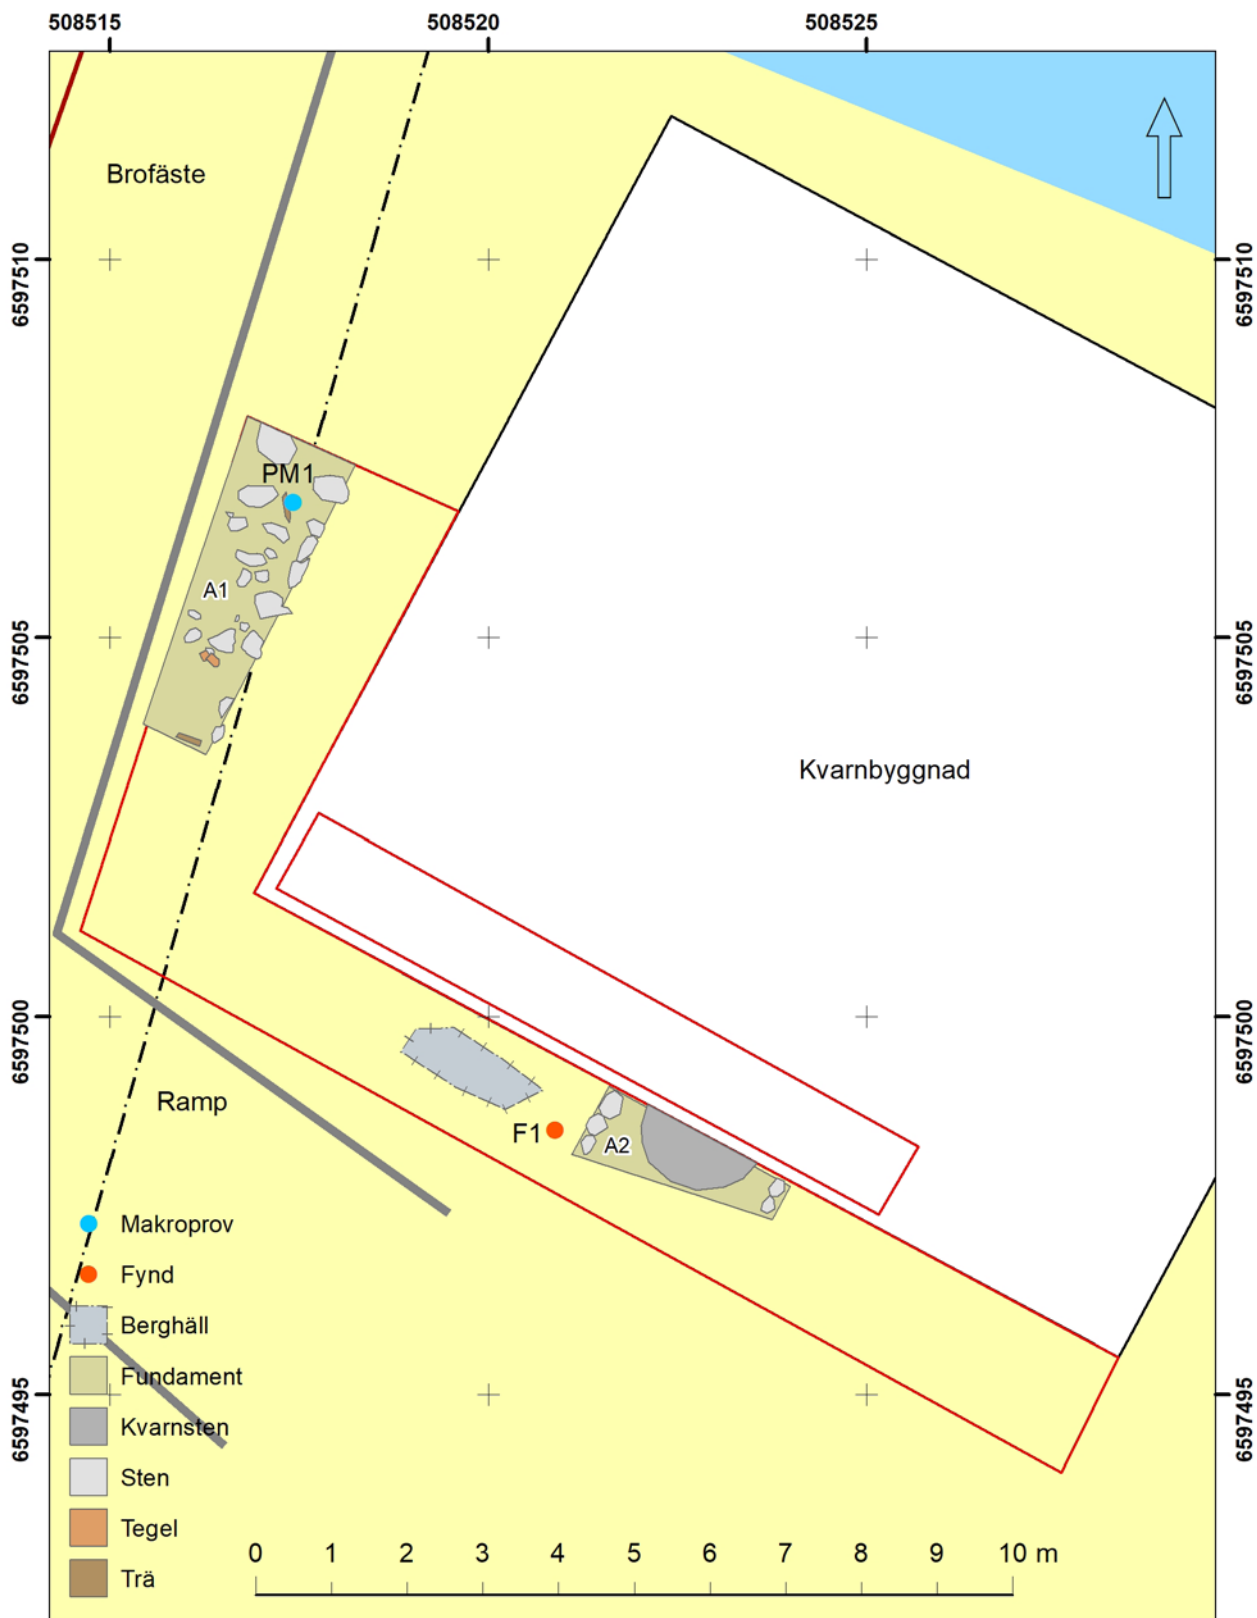 508515 508520 508525
Brofäste
6597510 6597510
PM1
A1
6597505 6597505
Kvarnbyggnad
6597500 6597500
Ramp
F1
A2
Makroprov
Fynd
Berghäll
Fundament
6597495 6597495
Kvarnsten
Sten
Tegel
Trä
0 1 2 3 4 5 6 7 8 9 10 m